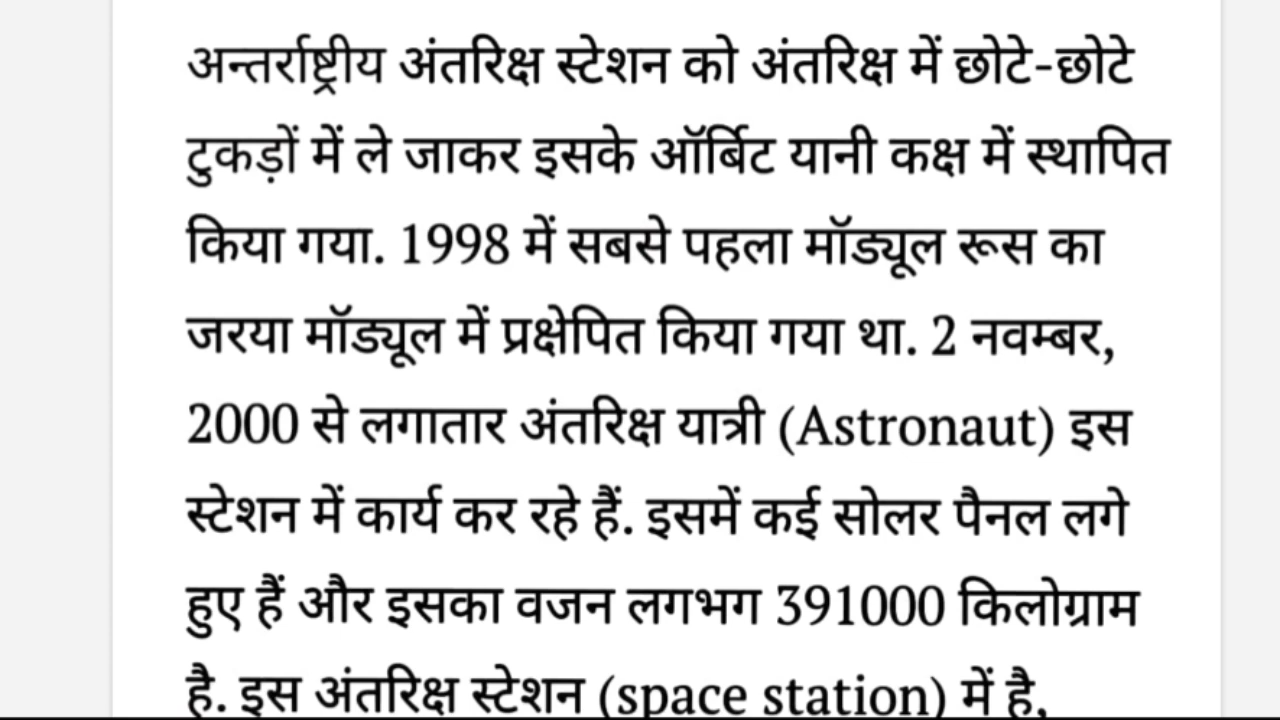 अन्तर्राष्ट्रीय अंतरिक्ष स्टेशन को अंतरिक्ष में छोटे-छोटे
टुकड़ों में ले जाकर इसके ऑर्बिट यानी कक्ष में स्थापित
किया गया. 1998 में सबसे पहला मॉड्यूल रूस का
जरया मॉड्यूल में प्रक्षेपित किया गया था. 2 नवम्बर,
2000 से लगातार अंतरिक्ष यात्री (Astronaut) इस
स्टेशन में कार्य कर रहे हैं. इसमें कई सोलर पैनल लगे
हुए हैं और इसका वजन लगभग 391000 किलोग्राम
है. इस अंतरिक्ष स्टेशन (space station) में है,